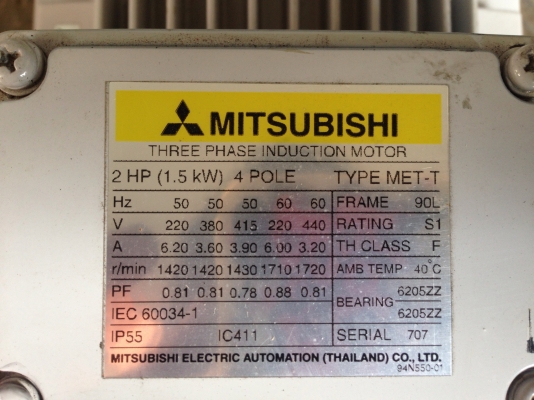 MITSUBISHI
THREE PHASE INDUCTION MOTOR
2 HP (1.5 kW) 4 POLE TYPE MET-T
Hz 50 50 50 60 60 FRAME 90L
V 220 380 415 220 440 RATING S1
A 6.20 3.60 3.90 6.00 3.20 TH CLASS F
r/min 1420 1420 1430 1710 1720 AMB TEMP 40°C
PF 0.81 0.81 0.78 0.88 0.81 BEARING 6205ZZ
IEC 60034-1 6205ZZ
IP55 IC411 SERIAL 707
MITSUBISHI ELECTRIC AUTOMATION (THAILAND) CO., LTD.
94N550-01